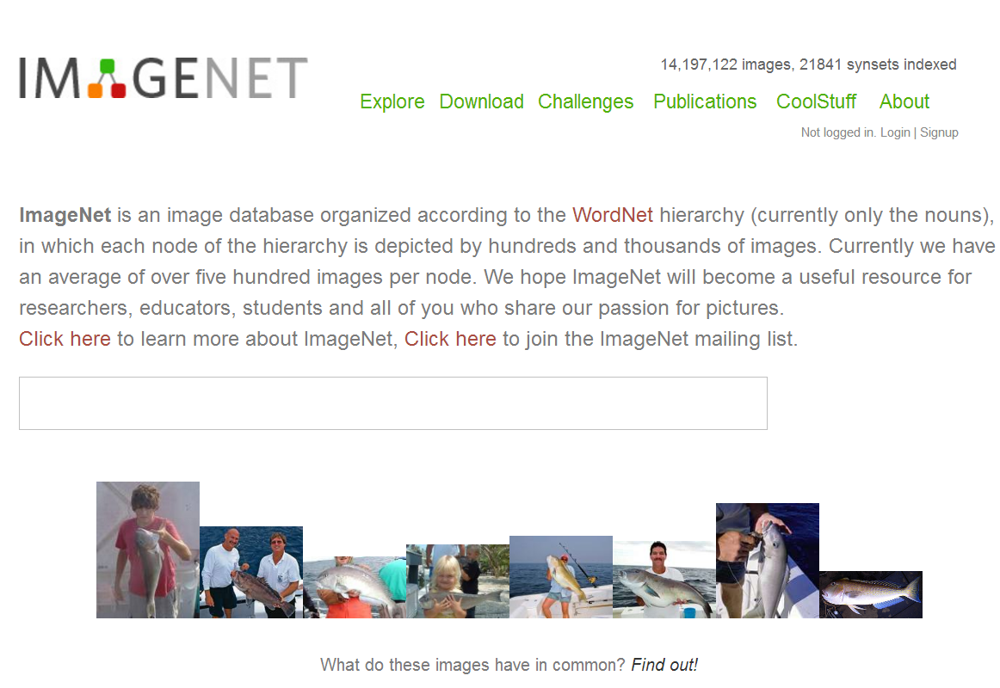 IMAGENET
14,197,122 images, 21841 synsets indexed
Explore Download Challenges Publications CoolStuff About
Not logged in. Login | Signup
ImageNet is an image database organized according to the WordNet hierarchy (currently only the nouns),
in which each node of the hierarchy is depicted by hundreds and thousands of images. Currently we have
an average of over five hundred images per node. We hope ImageNet will become a useful resource for
researchers, educators, students and all of you who share our passion for pictures.
Click here to learn more about ImageNet, Click here to join the ImageNet mailing list.
What do these images have in common? Find out!